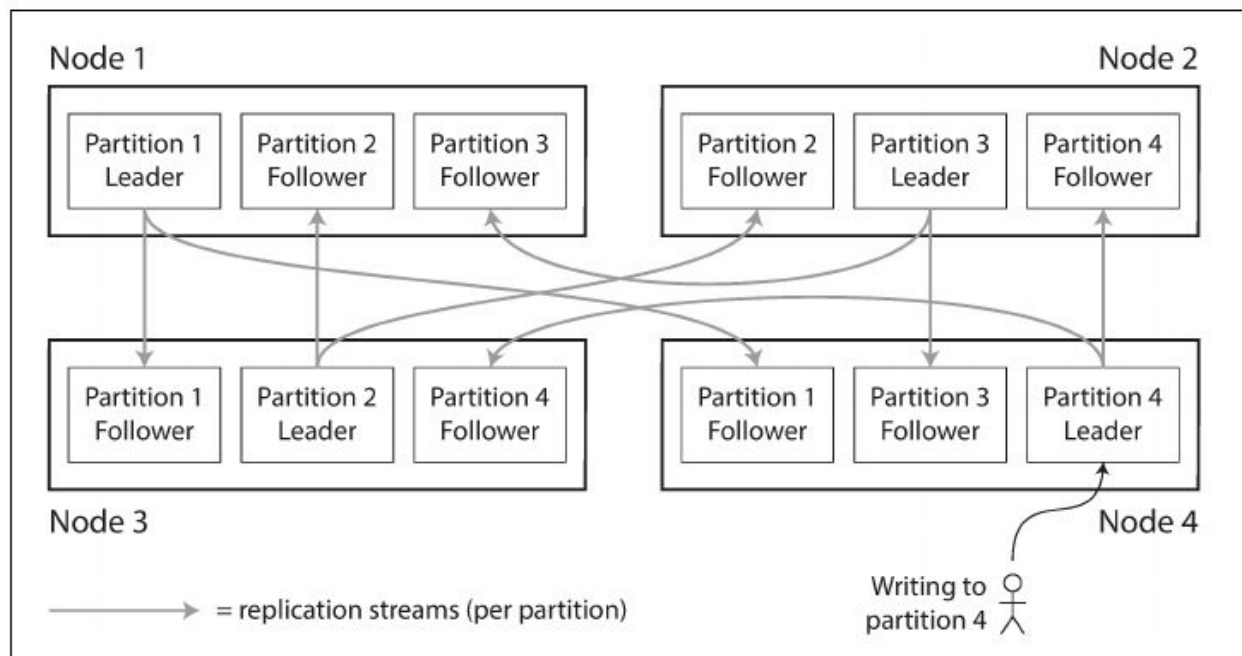 Node 1
Node 2
Partition 1
Leader
Partition 2
Follower
Partition 3
Follower
Partition 2
Follower
Partition 3
Leader
Partition 4
Follower
Partition 1
Follower
Partition 2
Leader
Partition 4
Follower
Partition 1
Follower
Partition 3
Follower
Partition 4
Leader
Node 3
Node 4
= replication streams (per partition)
Writing to
partition 4